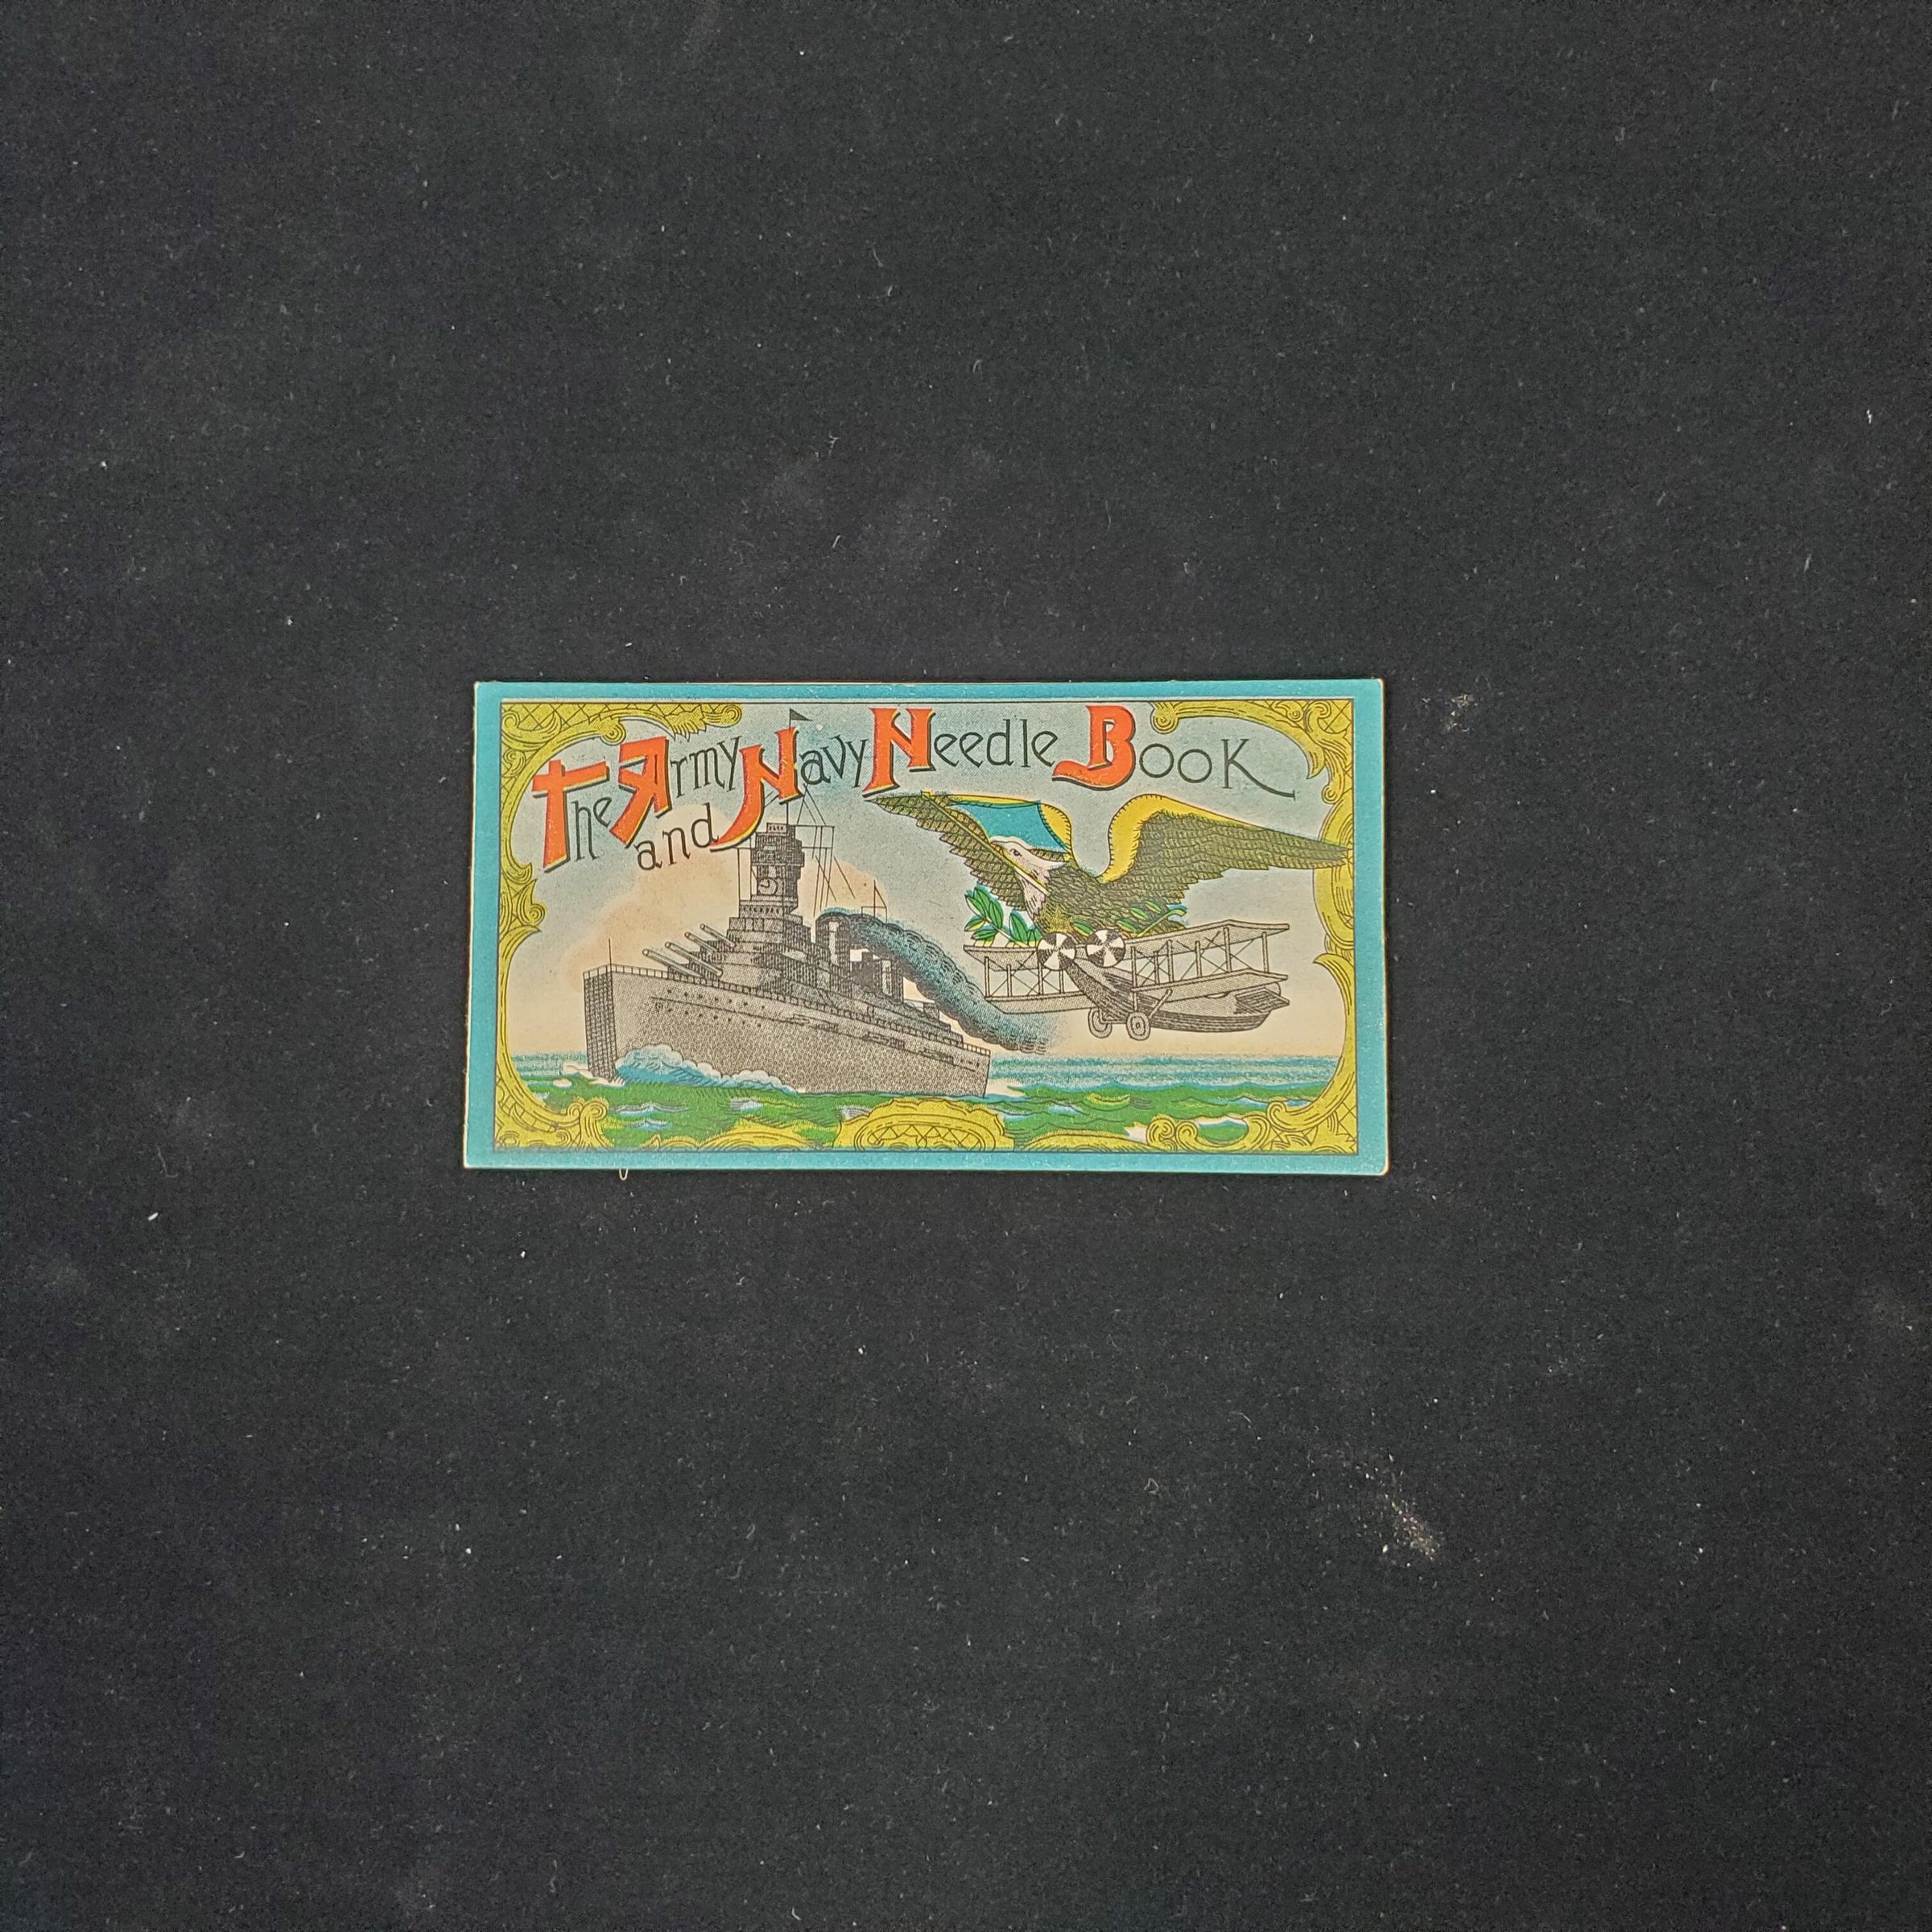 The Army and Navy Needle Book